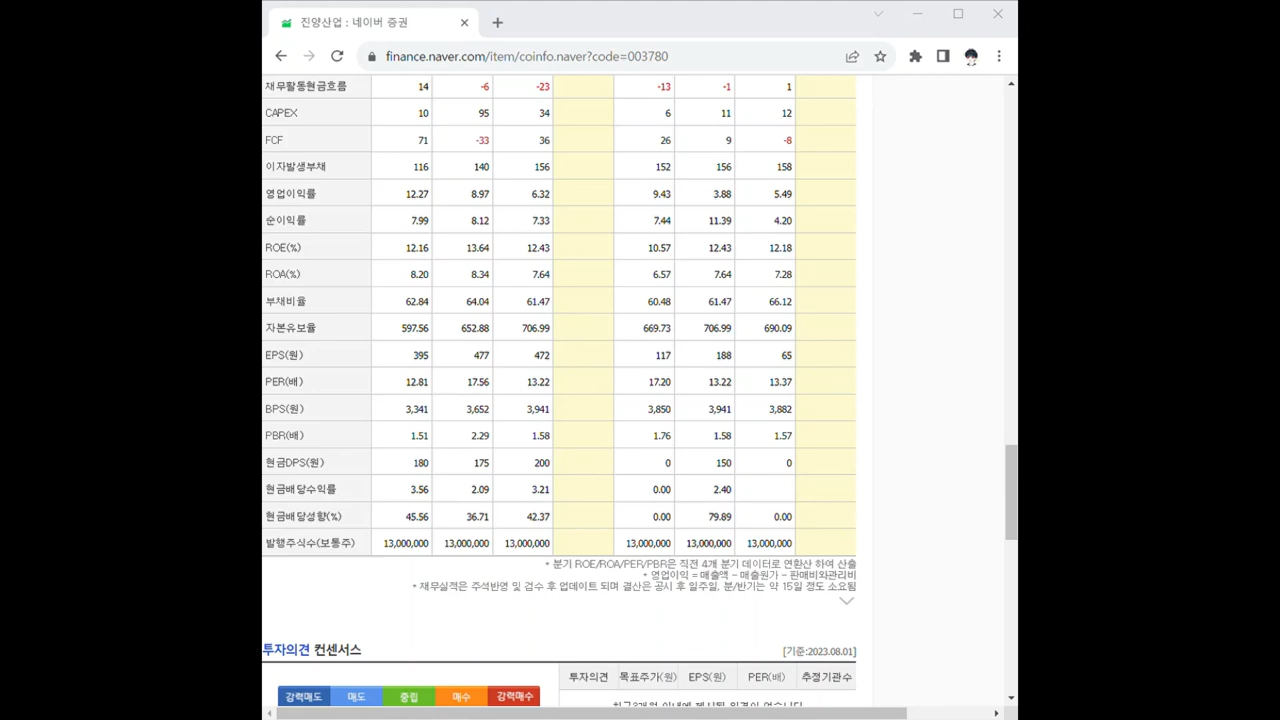 진양산업 : 네이버 증권
finance.naver.com/item/coinfo.naver?code=003780
재무활동현금흐름 14 -6 -23 -13 -1 1
CAPEX 10 95 34 6 11 12
FCF 71 -33 36 26 9 -8
이자발생부채 116 140 156 152 156 158
영업이익률 12.27 8.97 6.32 9.43 3.88 5.49
순이익률 7.99 8.12 7.33 7.44 11.39 4.20
ROE(%) 12.16 13.64 12.43 10.57 12.43 12.18
ROA(%) 8.20 8.34 7.64 6.57 7.64 7.28
부채비율 62.84 64.04 61.47 60.48 61.47 66.12
자본유보율 597.56 652.88 706.99 669.73 706.99 690.09
EPS(원) 395 477 472 117 188 65
PER(배) 12.81 17.56 13.22 17.20 13.22 13.37
BPS(원) 3,341 3,652 3,941 3,850 3,941 3,882
PBR(배) 1.51 2.29 1.58 1.76 1.58 1.57
현금DPS(원) 180 175 200 0 150 0
현금배당수익률 3.56 2.09 3.21 0.00 2.40
현금배당성향(%) 45.56 36.71 42.37 0.00 79.89 0.00
발행주식수(보통주) 13,000,000 13,000,000 13,000,000 13,000,000 13,000,000 13,000,000
* 분기 ROE/ROA/PER/PBR은 직전 4개 분기 데이터로 연환산 하여 산출
* 영업이익 = 매출액 - 매출원가 - 판매비와관리비
* 재무실적은 주석반영 및 검수 후 업데이트 되며 결산은 공시 후 일주일, 분/반기는 약 15일 정도 소요됨
투자의견 컨센서스 [기준:2023.08.01]
투자의견 목표주가(원) EPS(원) PER(배) 추정기관수
강력매도 매도 중립 매수 강력매수